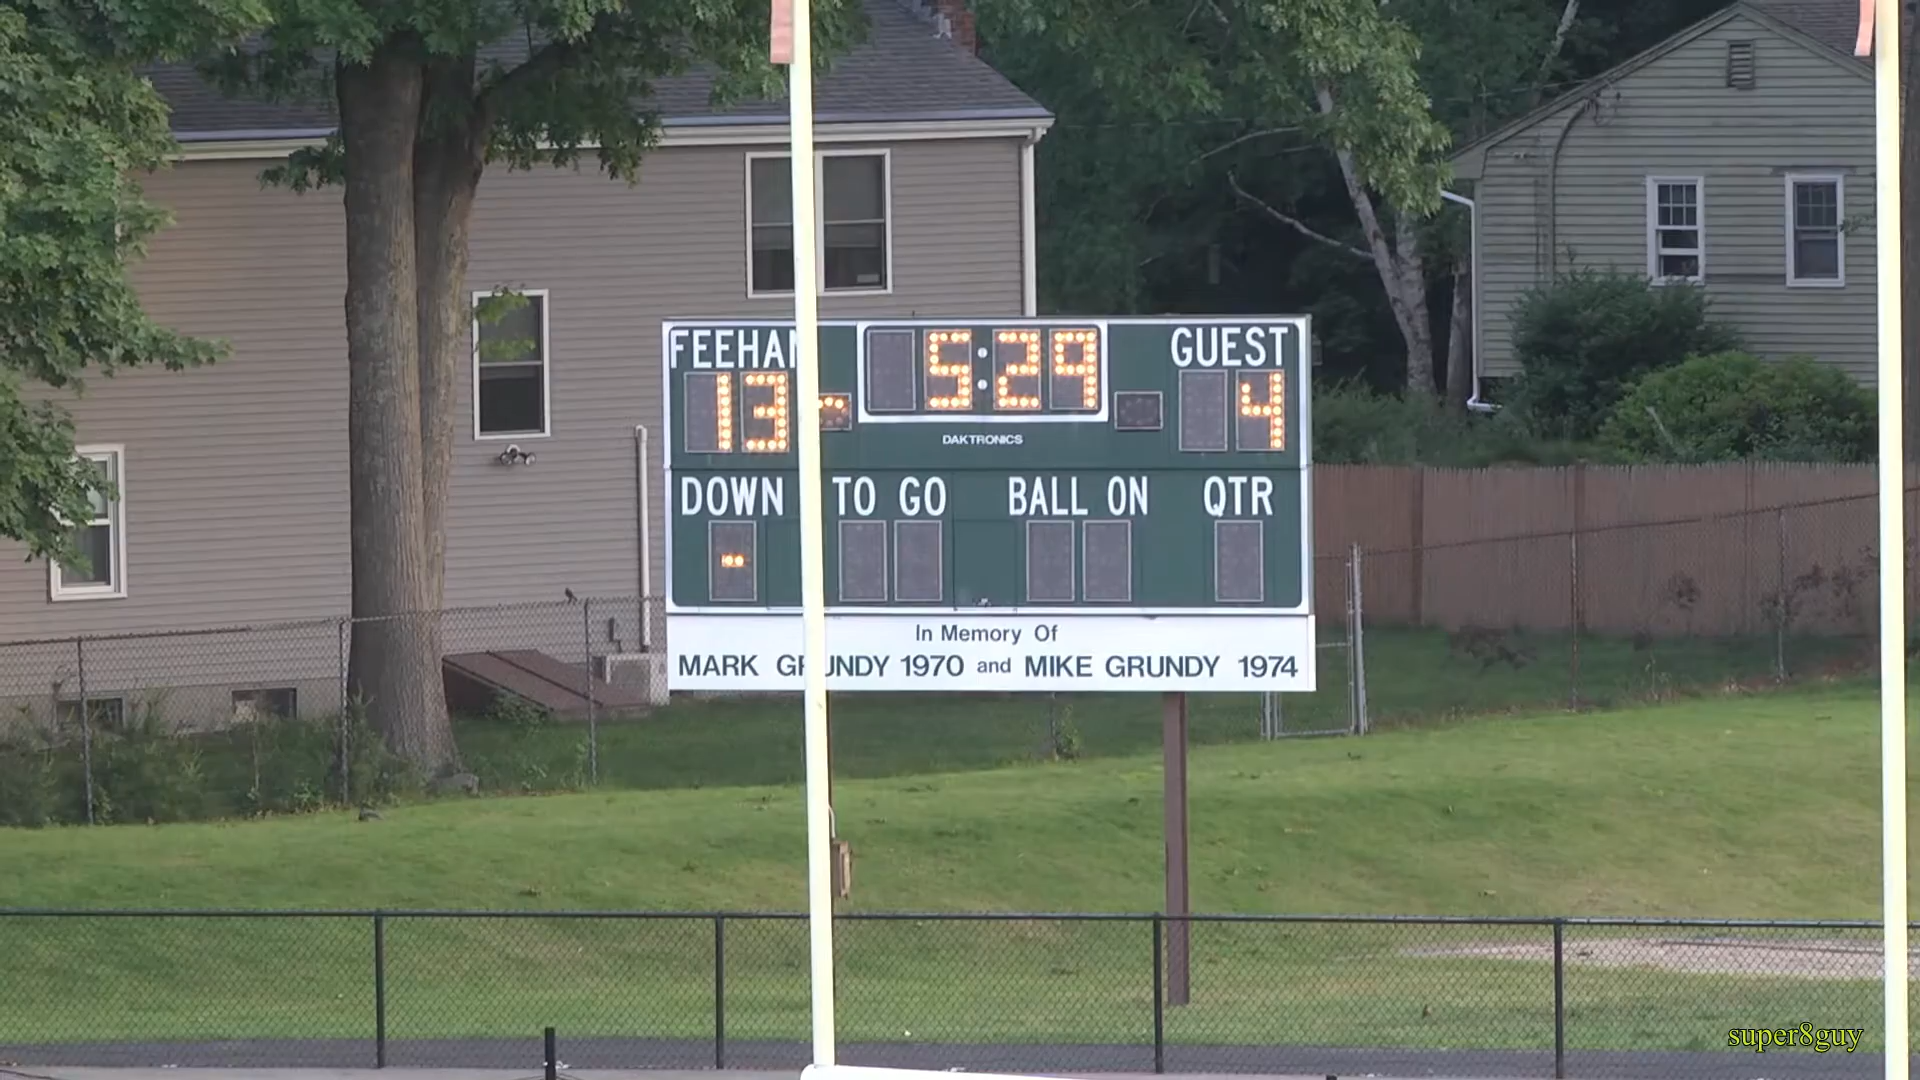 FEEHAN 5:29 GUEST
13 4
DAKTRONICS
DOWN TO GO BALL ON QTR
-
In Memory Of
MARK GRUNDY 1970 and MIKE GRUNDY 1974
super8guy